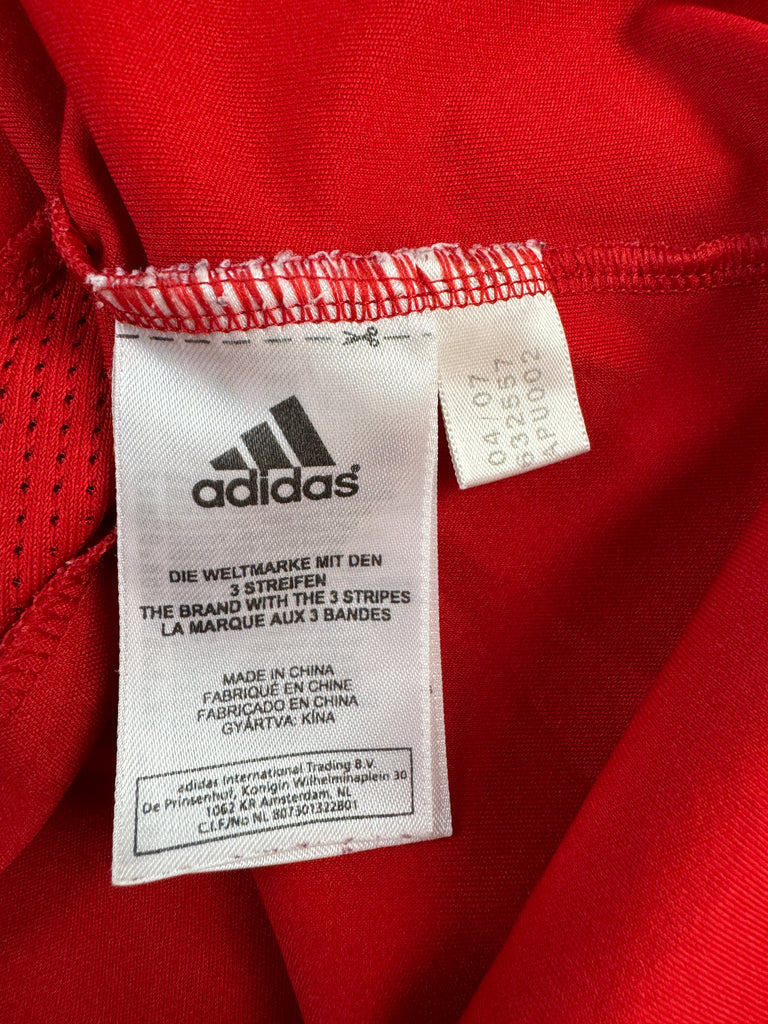 adidas
DIE WELTMARKE MIT DEN
3 STREIFEN
THE BRAND WITH THE 3 STRIPES
LA MARQUE AUX 3 BANDES
MADE IN CHINA
FABRIQUÉ EN CHINE
FABRICADO EN CHINA
GYÁRTVA: KÍNA
adidas International Trading B.V.
De Prinsenhof, Konigin Wilhelminaplein 30
1062 KR Amsterdam, NL
C.I.F/No NL 807301322B01
04/07
632557
APU002